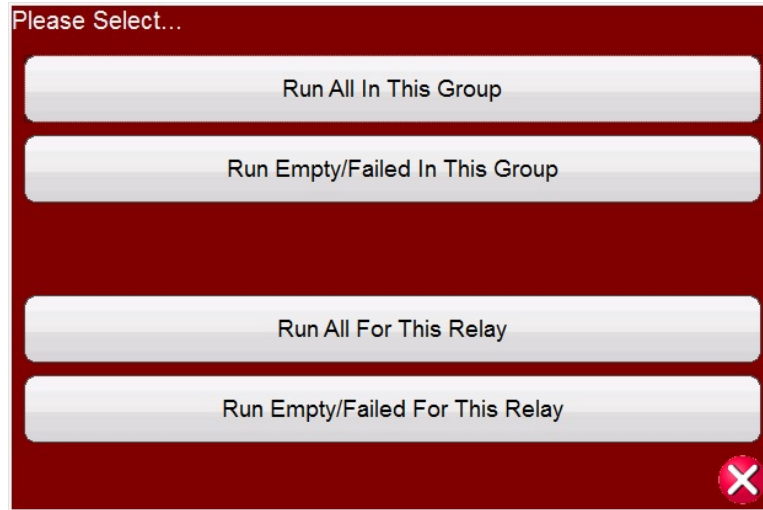 Please Select...
Run All In This Group
Run Empty/Failed In This Group
Run All For This Relay
Run Empty/Failed For This Relay